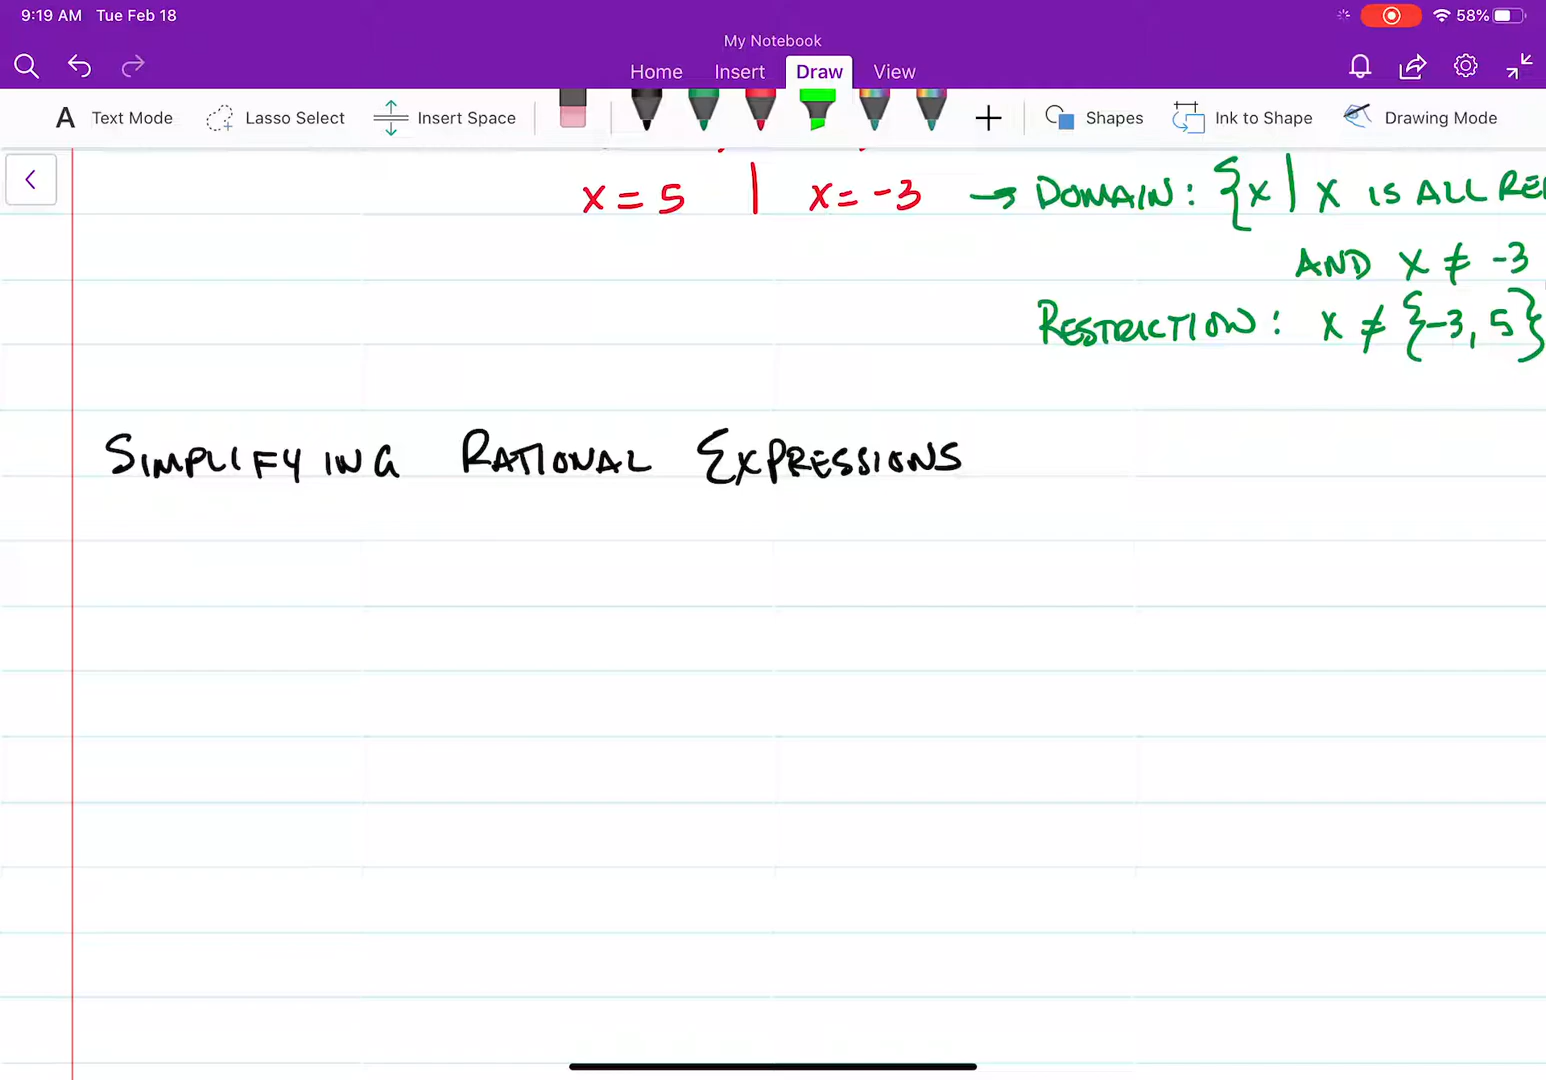 9:19 AM Tue Feb 18 58%
My Notebook
Home Insert Draw View
A Text Mode Lasso Select Insert Space Shapes Ink to Shape Drawing Mode
x = 5 | x = -3 → DOMAIN: {x | x IS ALL
AND x ≠ -3
RESTRICTION: x ≠ {-3, 5}
SIMPLIFYING RATIONAL EXPRESSIONS